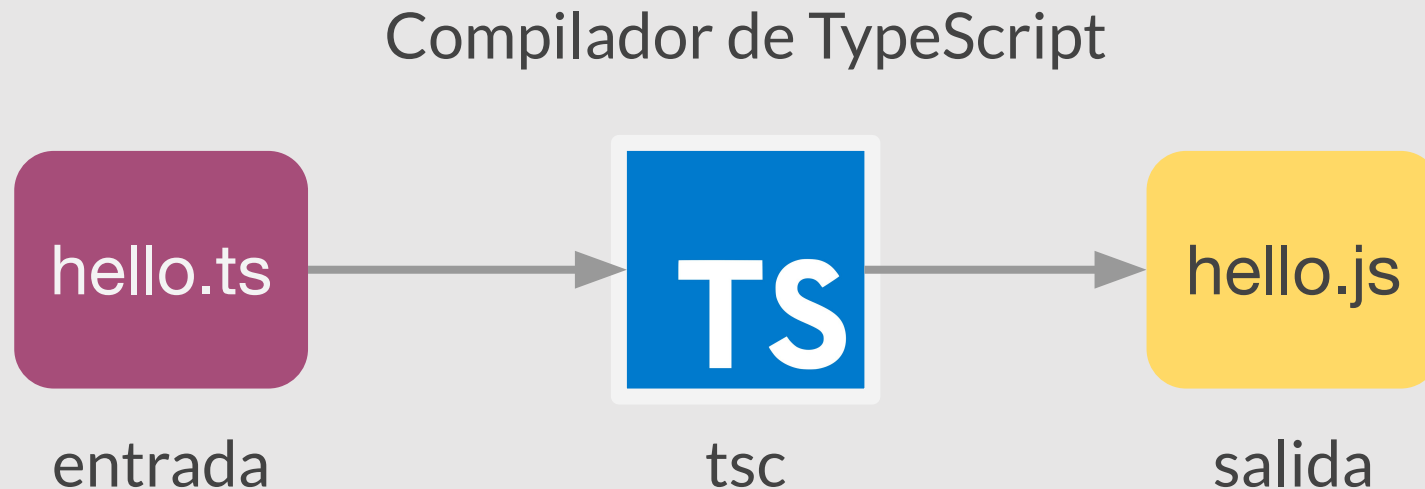 Compilador de TypeScript
hello.ts
TS
hello.js
entrada
tsc
salida